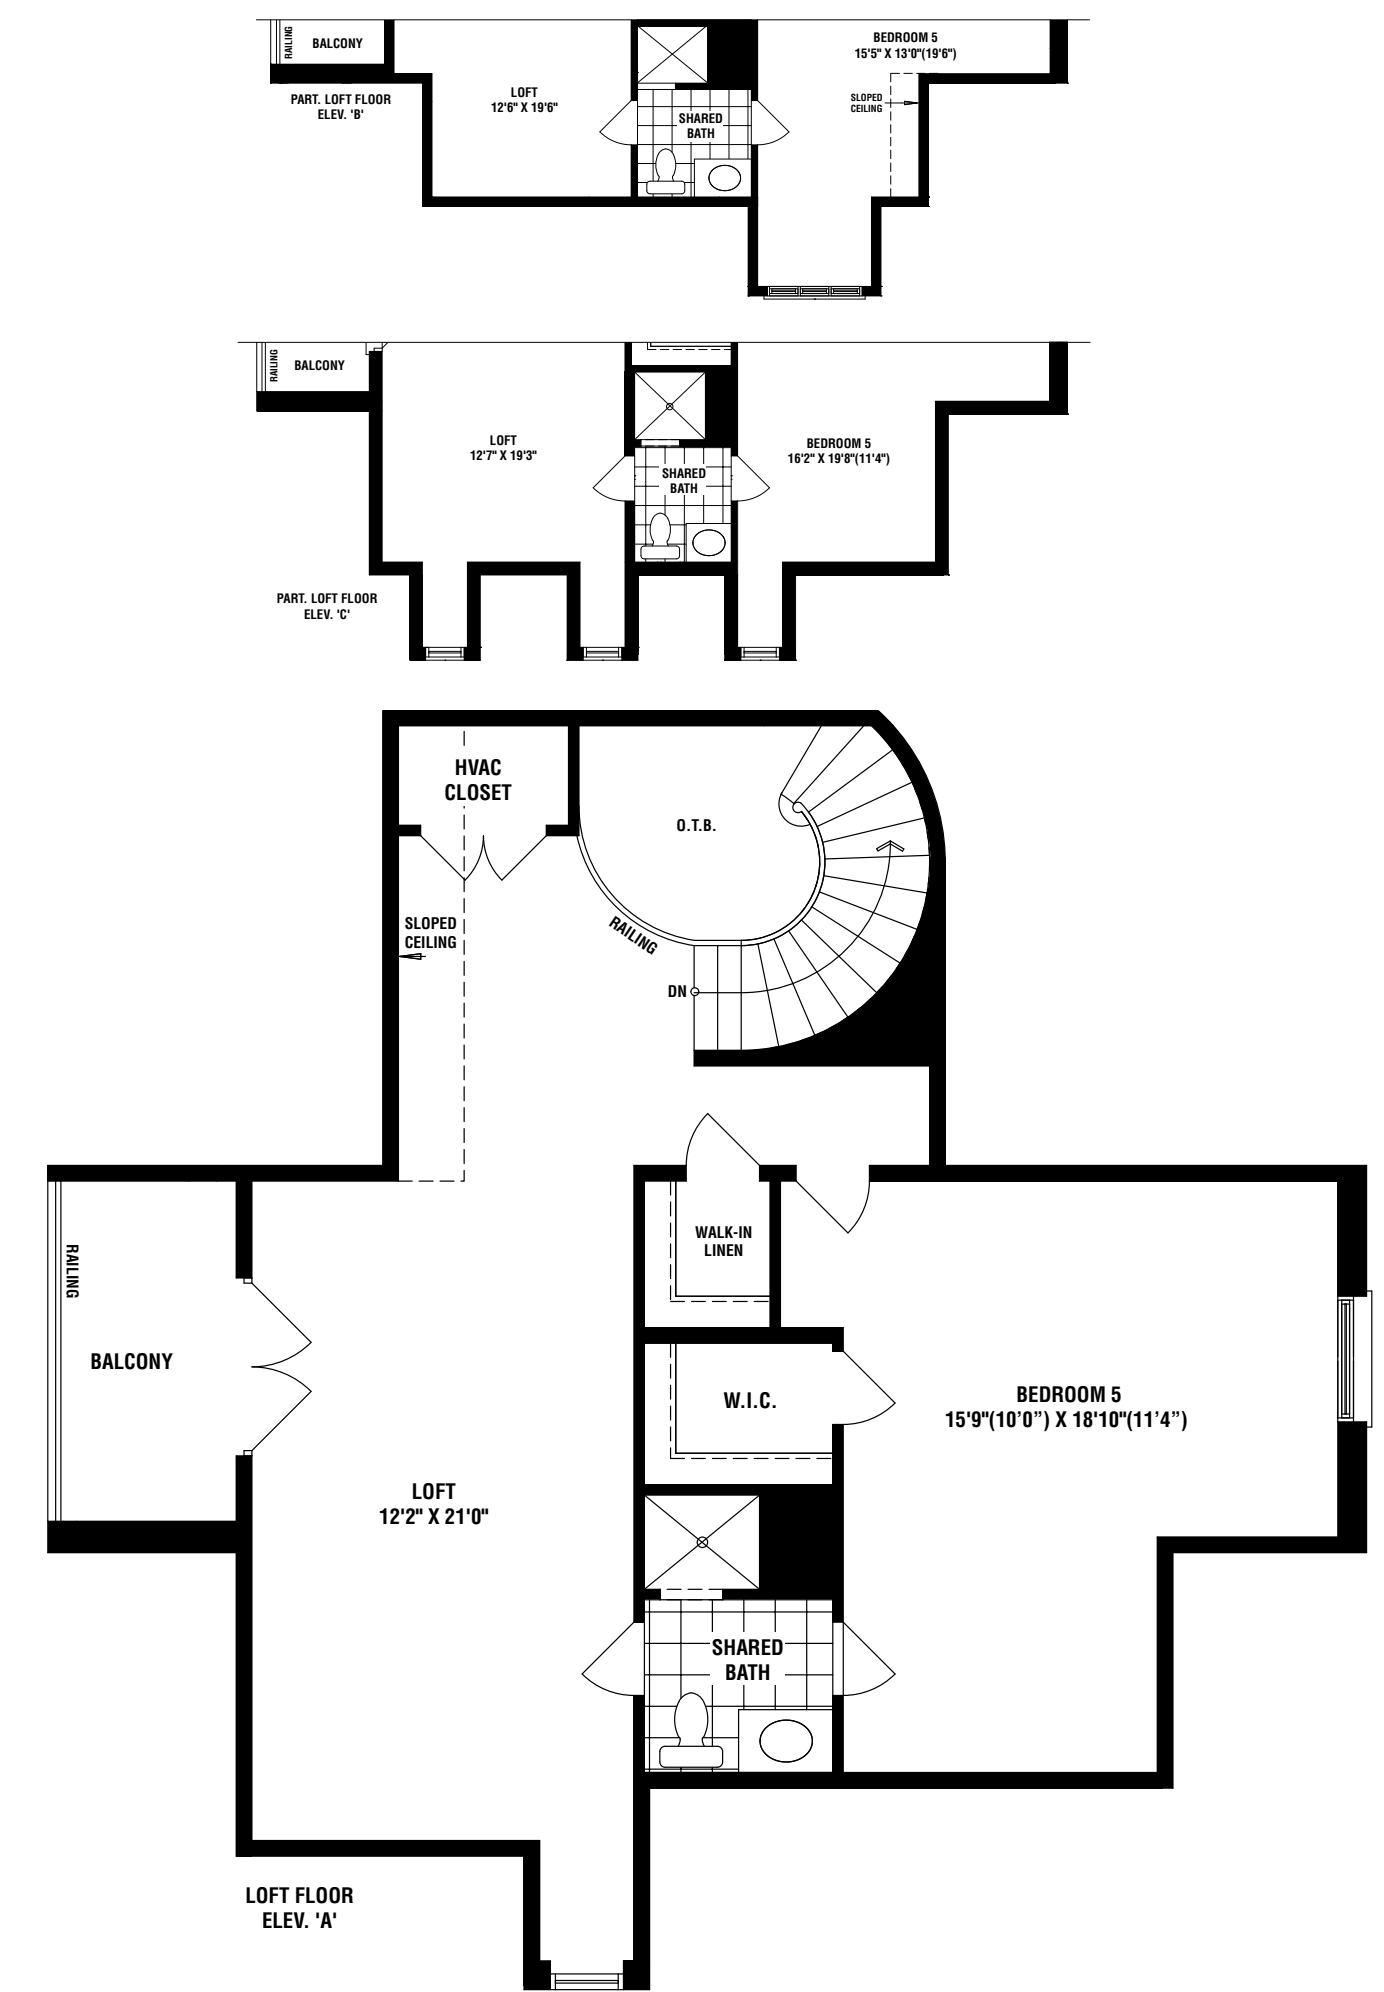 RAILING
BALCONY
BEDROOM 5
15'5" X 13'0"(19'6")
PART. LOFT FLOOR
ELEV. 'B'
LOFT
12'6" X 19'6"
SLOPED
CEILING
SHARED
BATH
RAILING
BALCONY
LOFT
12'7" X 19'3"
BEDROOM 5
16'2" X 19'8"(11'4")
SHARED
BATH
PART. LOFT FLOOR
ELEV. 'C'
HVAC
CLOSET
O.T.B.
SLOPED
CEILING
RAILING
DN
WALK-IN
LINEN
RAILING
BALCONY
W.I.C.
BEDROOM 5
15'9"(10’0”) X 18'10"(11’4”)
LOFT
12'2" X 21'0"
SHARED
BATH
LOFT FLOOR
ELEV. 'A'